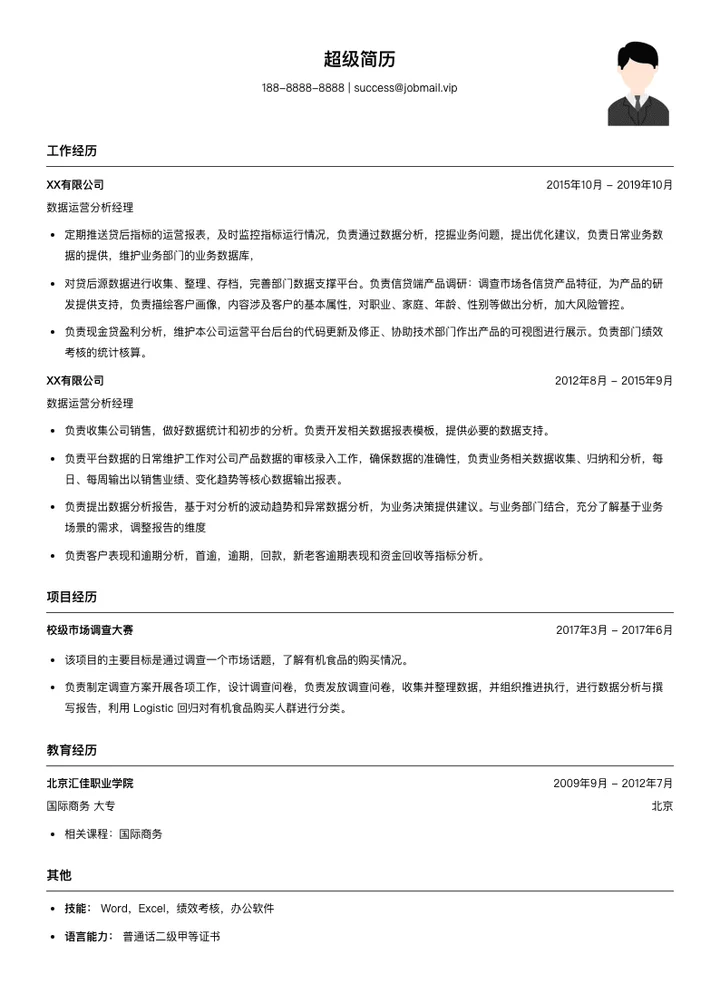 超级简历
188-8888-8888 | success@jobmail.vip
工作经历
XX有限公司 2015年10月 – 2019年10月
数据运营分析经理
• 定期推送贷后指标的运营报表，及时监控指标运行情况，负责通过数据分析，挖掘业务问题，提出优化建议，负责日常业务数
据的提供，维护业务部门的业务数据库，
• 对贷后源数据进行收集、整理、存档，完善部门数据支撑平台。负责信贷端产品调研：调查市场各信贷产品特征，为产品的研
发提供支持，负责描绘客户画像，内容涉及客户的基本属性，对职业、家庭、年龄、性别等做出分析，加大风险管控。
• 负责现金贷盈利分析，维护本公司运营平台后台的代码更新及修正、协助技术部门作出产品的可视图进行展示。负责部门绩效
考核的统计核算。
XX有限公司 2012年8月 – 2015年9月
数据运营分析经理
• 负责收集公司销售，做好数据统计和初步的分析。负责开发相关数据报表模板，提供必要的数据支持。
• 负责平台数据的日常维护工作对公司产品数据的审核录入工作，确保数据的准确性，负责业务相关数据收集、归纳和分析，每
日、每周输出以销售业绩、变化趋势等核心数据输出报表。
• 负责提出数据分析报告，基于对分析的波动趋势和异常数据分析，为业务决策提供建议。与业务部门结合，充分了解基于业务
场景的需求，调整报告的维度
• 负责客户表现和逾期分析，首逾，逾期，回款，新老客逾期表现和资金回收等指标分析。
项目经历
校级市场调查大赛 2017年3月 – 2017年6月
• 该项目的主要目标是通过调查一个市场话题，了解有机食品的购买情况。
• 负责制定调查方案开展各项工作，设计调查问卷，负责发放调查问卷，收集并整理数据，并组织推进执行，进行数据分析与撰
写报告，利用 Logistic 回归对有机食品购买人群进行分类。
教育经历
北京汇佳职业学院 2009年9月 – 2012年7月
国际商务 大专 北京
• 相关课程：国际商务
其他
• 技能： Word，Excel，绩效考核，办公软件
• 语言能力： 普通话二级甲等证书